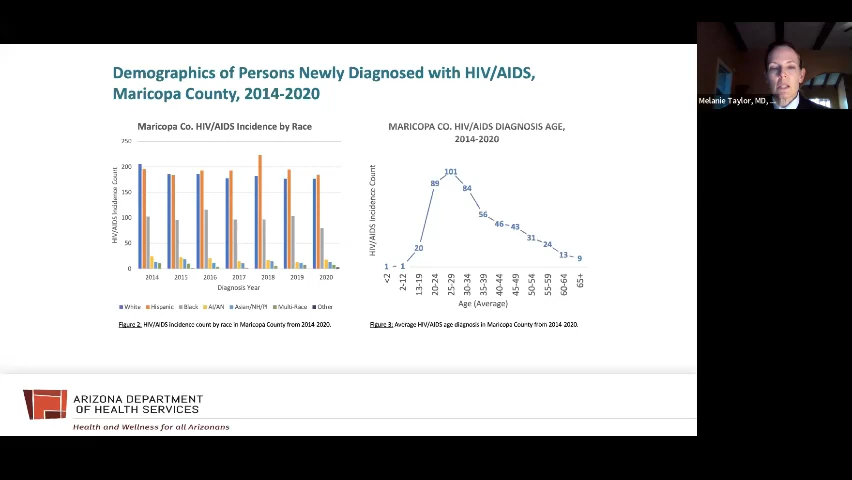 Demographics of Persons Newly Diagnosed with HIV/AIDS,
Maricopa County, 2014-2020
Maricopa Co. HIV/AIDS Incidence by Race
250
200
150
100
50
0
HIV/AIDS Incidence Count
2014 2015 2016 2017 2018 2019 2020
Diagnosis Year
White Hispanic Black AI/AN Asian/NH/PI Multi-Race Other
Figure 2: HIV/AIDS incidence count by race in Maricopa County from 2014-2020.
MARICOPA CO. HIV/AIDS DIAGNOSIS AGE,
2014-2020
HIV/AIDS Incidence Count
1 1 20 89 101 84 56 46 43 31 24 13 9
<2 2-12 13-19 20-24 25-29 30-34 35-39 40-44 45-49 50-54 55-59 60-64 65+
Age (Average)
Figure 3: Average HIV/AIDS age diagnosis in Maricopa County from 2014-2020.
Melanie Taylor, MD, ...
ARIZONA DEPARTMENT
OF HEALTH SERVICES
Health and Wellness for all Arizonans